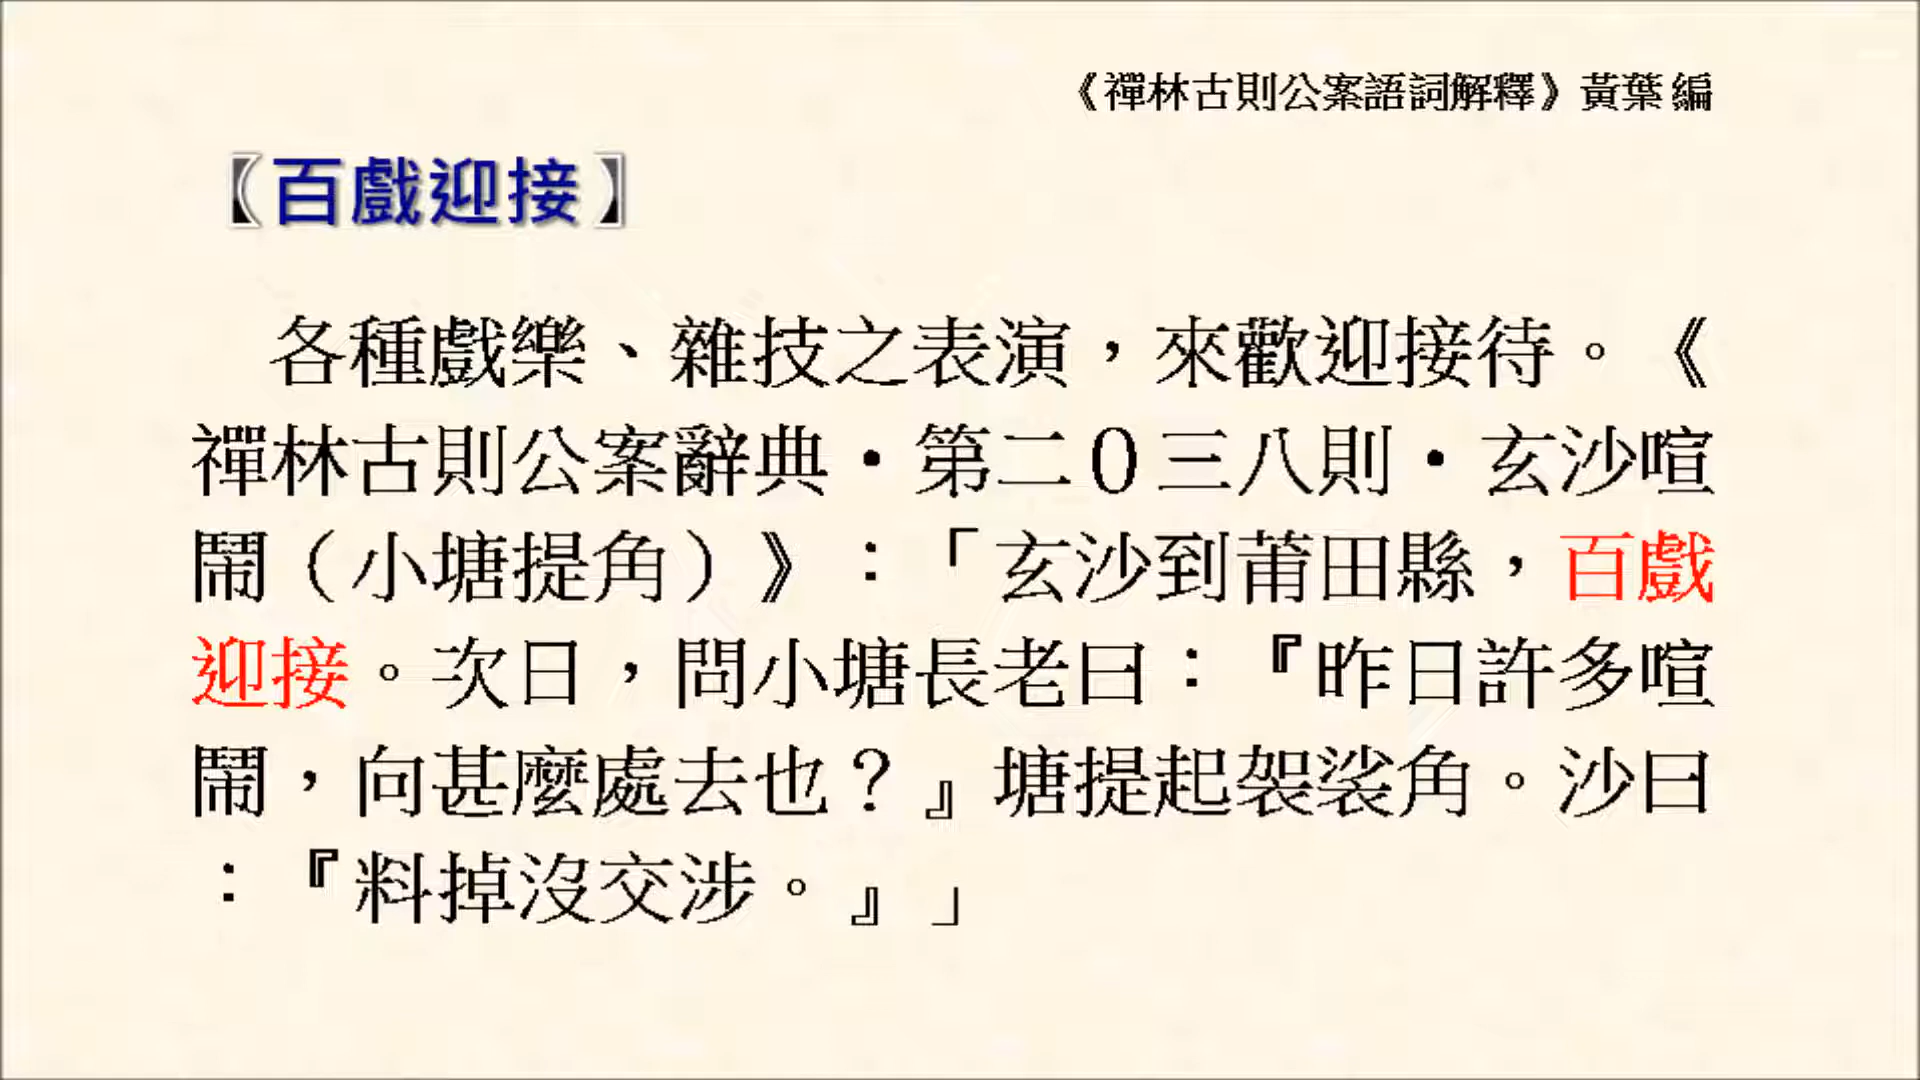 《禪林古則公案語詞解釋》黃葉 編
〖百戲迎接〗
各種戲樂、雜技之表演，來歡迎接待。《
禪林古則公案辭典・第二０三八則・玄沙喧
鬧（小塘提角）》：「玄沙到莆田縣，百戲
迎接。次日，問小塘長老曰：『昨日許多喧
鬧，向甚麼處去也？』塘提起袈裟角。沙曰
：『料掉沒交涉。』」